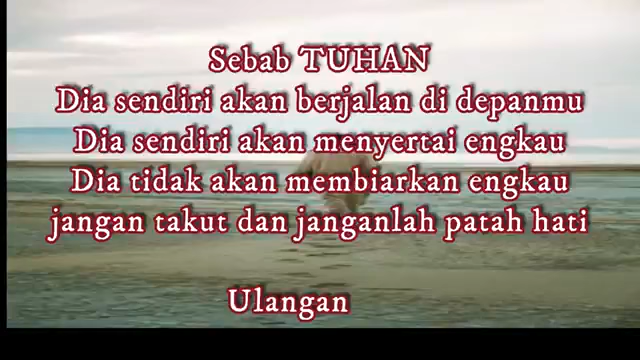 Sebab TUHAN
Dia sendiri akan berjalan di depanmu
Dia sendiri akan menyertai engkau
Dia tidak akan membiarkan engkau
jangan takut dan janganlah patah hati
Ulangan